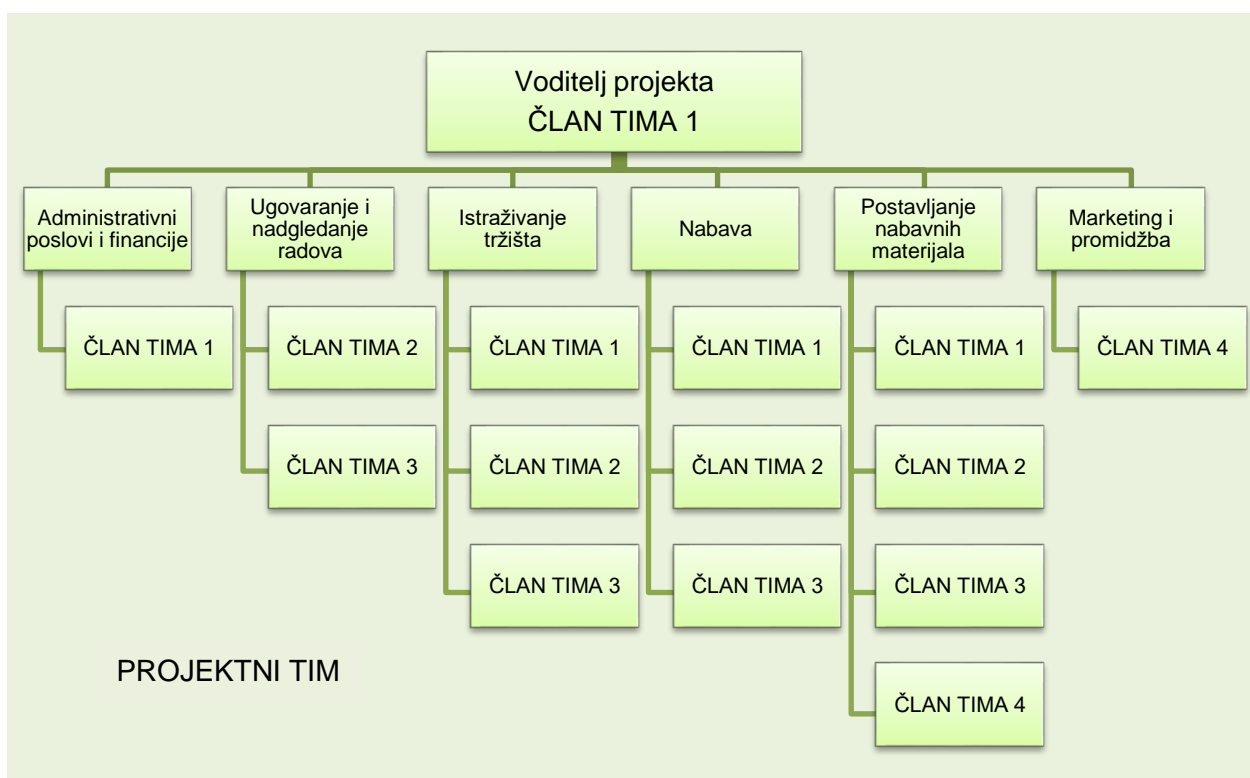 Voditelj projekta
ČLAN TIMA 1
Administrativni
poslovi i financije
Ugovaranje i
nadgledanje
radova
Istraživanje
tržišta
Nabava
Postavljanje
nabavnih
materijala
Marketing i
promidžba
ČLAN TIMA 1
ČLAN TIMA 2
ČLAN TIMA 3
ČLAN TIMA 1
ČLAN TIMA 2
ČLAN TIMA 3
ČLAN TIMA 1
ČLAN TIMA 2
ČLAN TIMA 3
ČLAN TIMA 1
ČLAN TIMA 2
ČLAN TIMA 3
ČLAN TIMA 4
ČLAN TIMA 4
PROJEKTNI TIM